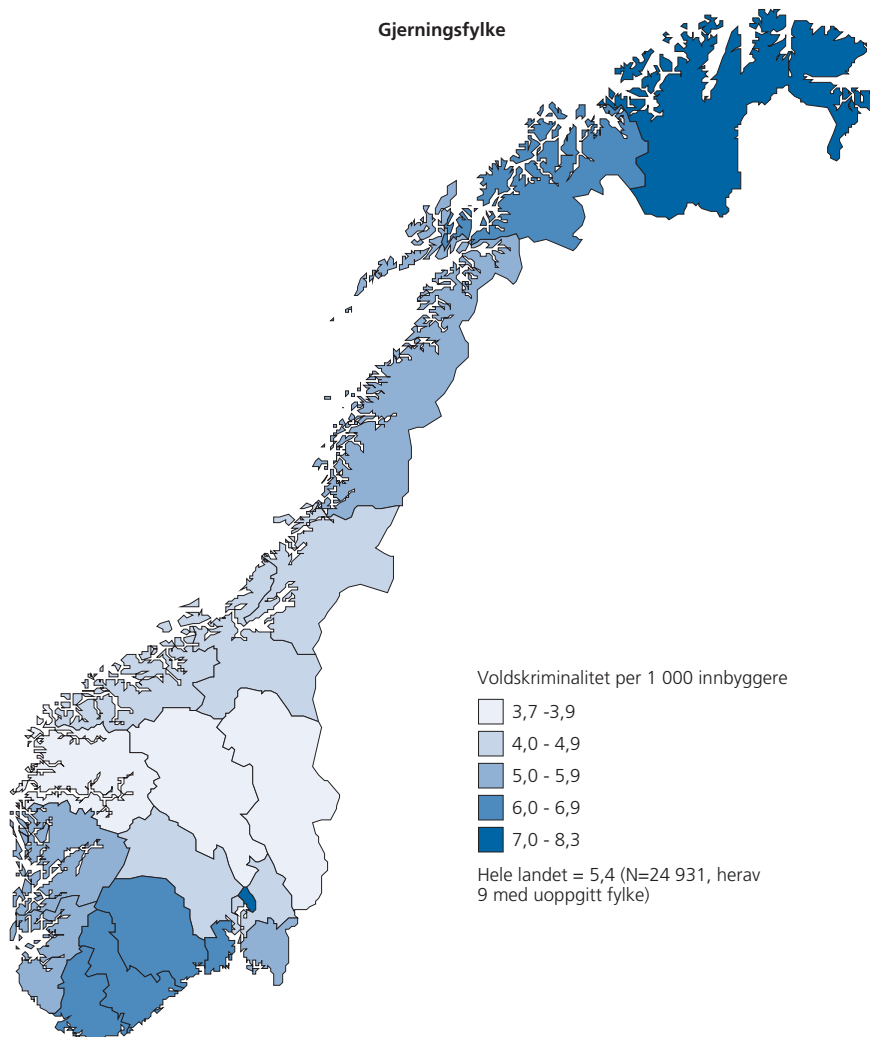 Gjerningsfylke
Voldskriminalitet per 1 000 innbyggere
3,7 -3,9
4,0 - 4,9
5,0 - 5,9
6,0 - 6,9
7,0 - 8,3
Hele landet = 5,4 (N=24 931, herav
9 med uoppgitt fylke)